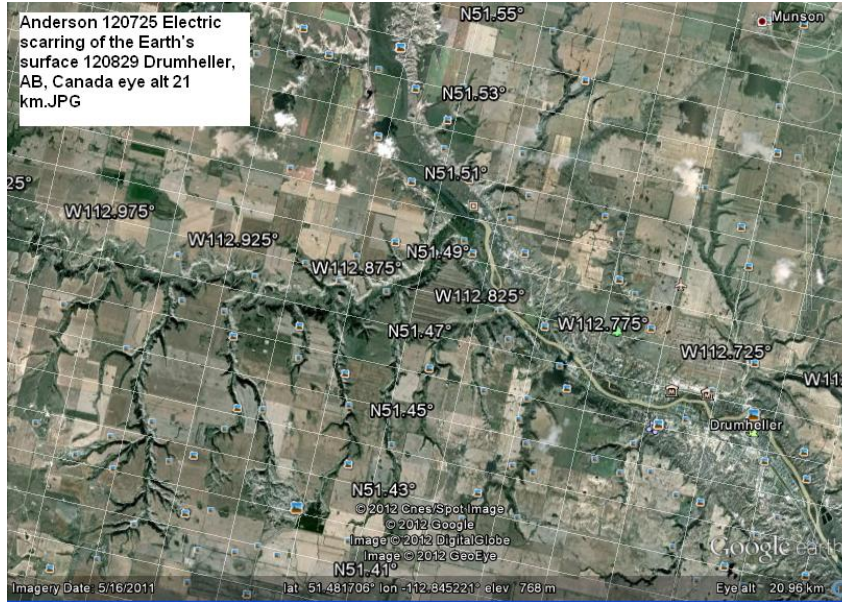 Anderson 120725 Electric
scarring of the Earth's
surface 120829 Drumheller,
AB, Canada eye alt 21
km.JPG
N51.55°
Munson
N51.53°
N51.51°
25°
W112.975°
W112.925°
N51.49°
W112.875°
W112.825°
N51.47°
W112.775°
W112.725°
W11
N51.45°
Drumheller
N51.43°
© 2012 Cnes/Spot Image
© 2012 Google
Image © 2012 DigitalGlobe
Image © 2012 GeoEye
Google earth
N51.41°
Imagery Date: 5/16/2011 lat 51.481706° lon -112.845221° elev 768 m Eye alt 20.96 km